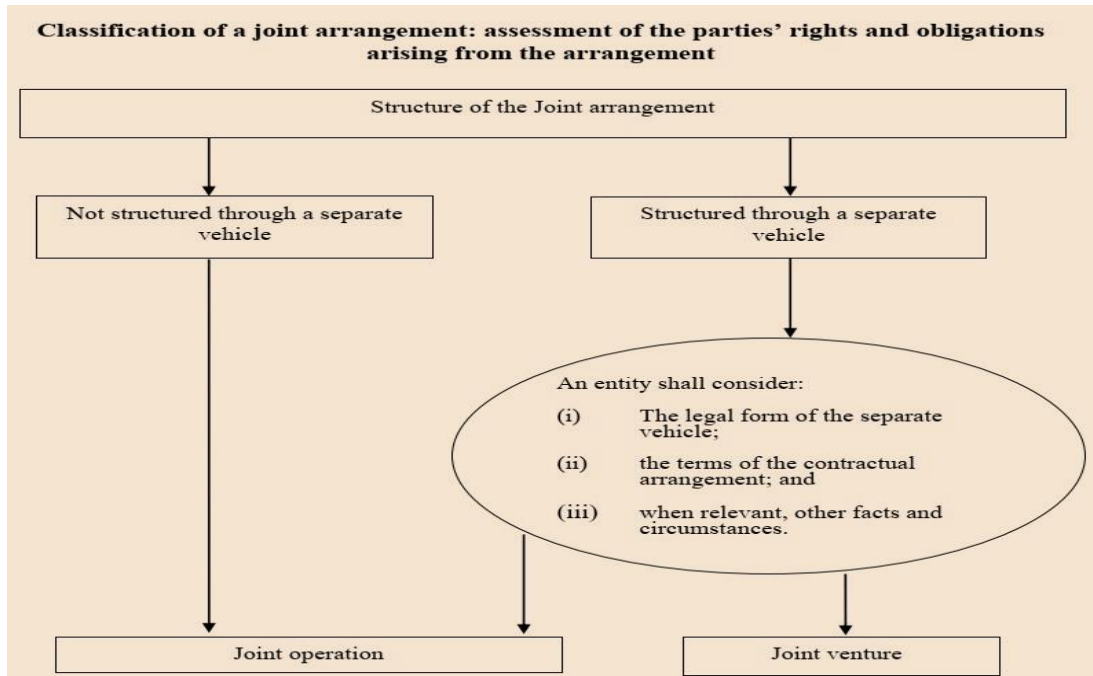 Classification of a joint arrangement: assessment of the parties’ rights and obligations
arising from the arrangement
Structure of the Joint arrangement
Not structured through a separate
vehicle
Structured through a separate
vehicle
An entity shall consider:
(i) The legal form of the separate
vehicle;
(ii) the terms of the contractual
arrangement; and
(iii) when relevant, other facts and
circumstances.
Joint operation
Joint venture